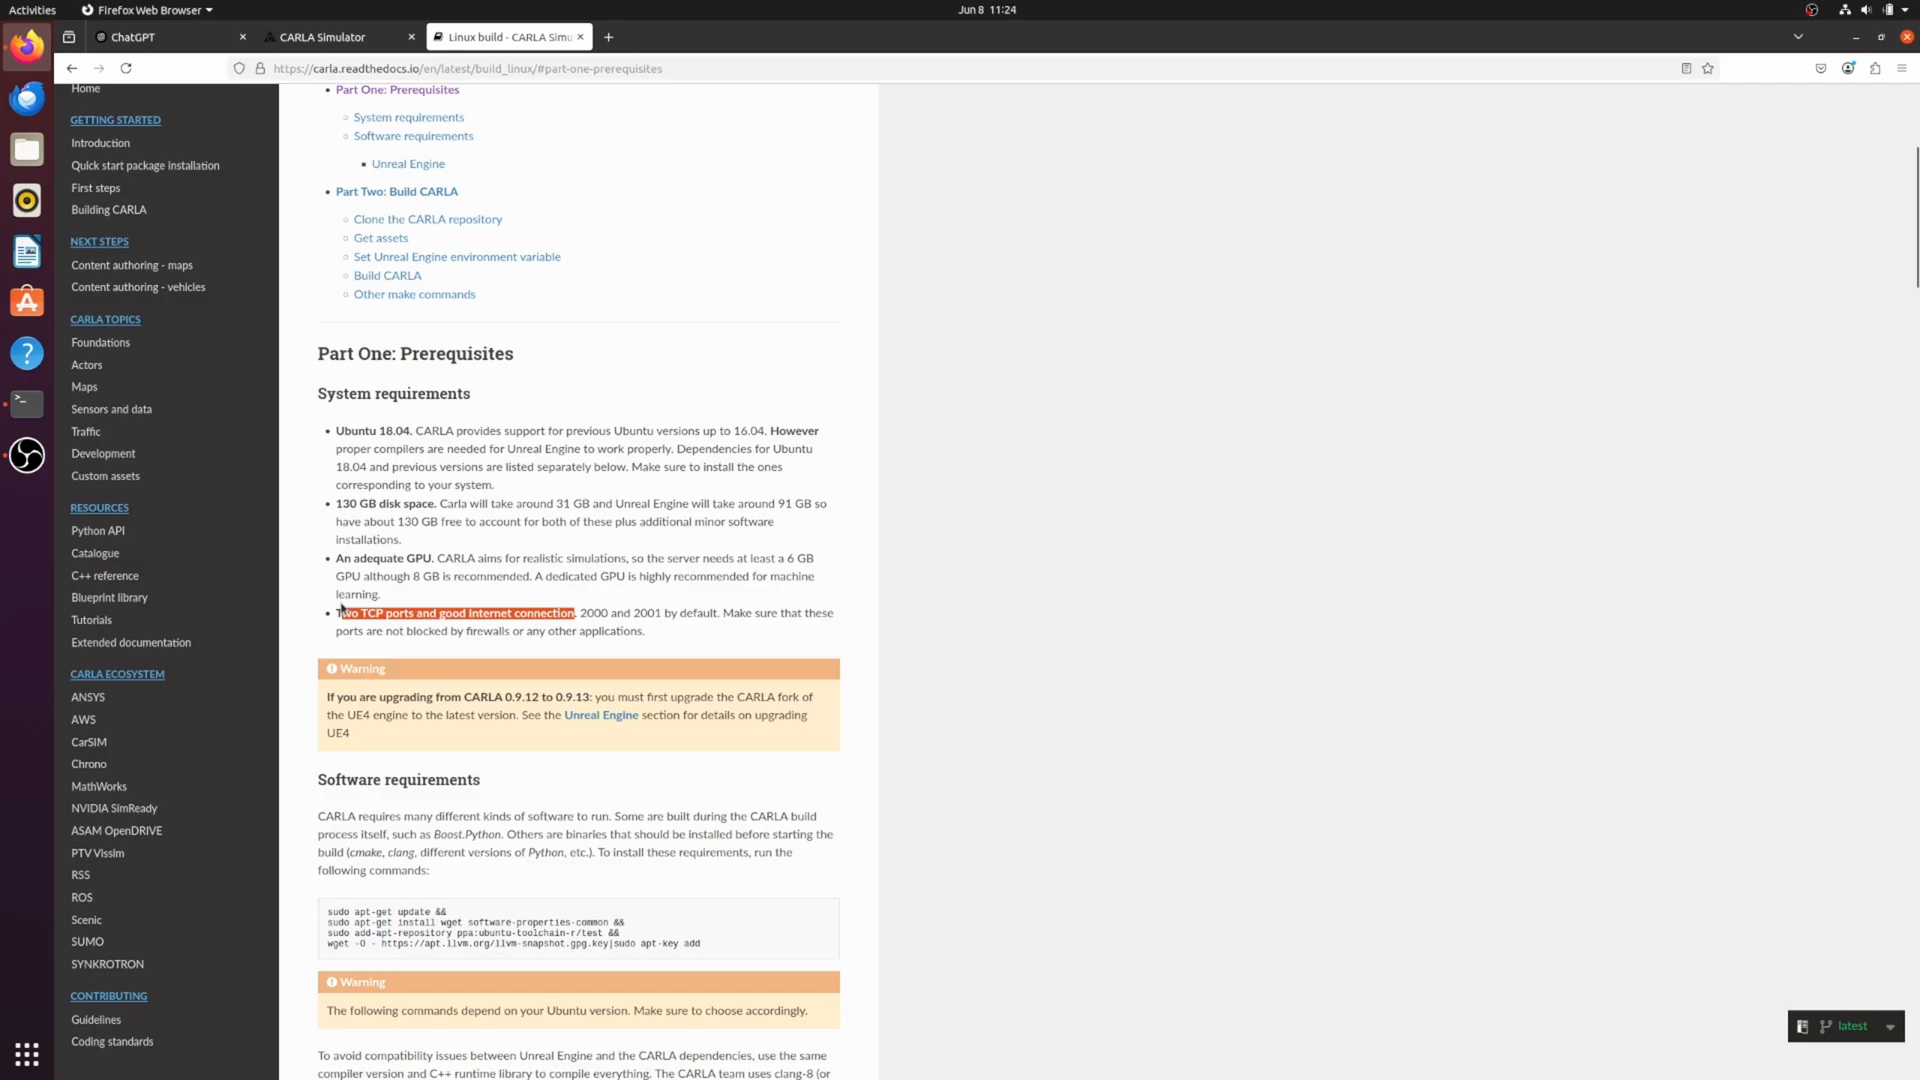 Activities
Firefox Web Browser
Jun 8 11:24
ChatGPT
CARLA Simulator
Linux build - CARLA Simu
https://carla.readthedocs.io/en/latest/build_linux/#part-one-prerequisites
Home
GETTING STARTED
Introduction
Quick start package installation
First steps
Building CARLA
NEXT STEPS
Content authoring - maps
Content authoring - vehicles
CARLA TOPICS
Foundations
Actors
Maps
Sensors and data
Traffic
Development
Custom assets
RESOURCES
Python API
Catalogue
C++ reference
Blueprint library
Tutorials
Extended documentation
CARLA ECOSYSTEM
ANSYS
AWS
CarSIM
Chrono
MathWorks
NVIDIA SimReady
ASAM OpenDRIVE
PTV Vissim
RSS
ROS
Scenic
SUMO
SYNKROTRON
CONTRIBUTING
Guidelines
Coding standards
Part One: Prerequisites
System requirements
Software requirements
Unreal Engine
Part Two: Build CARLA
Clone the CARLA repository
Get assets
Set Unreal Engine environment variable
Build CARLA
Other make commands
Part One: Prerequisites
System requirements
Ubuntu 18.04. CARLA provides support for previous Ubuntu versions up to 16.04. However
proper compilers are needed for Unreal Engine to work properly. Dependencies for Ubuntu
18.04 and previous versions are listed separately below. Make sure to install the ones
corresponding to your system.
130 GB disk space. Carla will take around 31 GB and Unreal Engine will take around 91 GB so
have about 130 GB free to account for both of these plus additional minor software
installations.
An adequate GPU. CARLA aims for realistic simulations, so the server needs at least a 6 GB
GPU although 8 GB is recommended. A dedicated GPU is highly recommended for machine
learning.
Two TCP ports and good internet connection. 2000 and 2001 by default. Make sure that these
ports are not blocked by firewalls or any other applications.
Warning
If you are upgrading from CARLA 0.9.12 to 0.9.13: you must first upgrade the CARLA fork of
the UE4 engine to the latest version. See the Unreal Engine section for details on upgrading
UE4
Software requirements
CARLA requires many different kinds of software to run. Some are built during the CARLA build
process itself, such as Boost.Python. Others are binaries that should be installed before starting the
build (cmake, clang, different versions of Python, etc.). To install these requirements, run the
following commands:
sudo apt-get update &&
sudo apt-get install wget software-properties-common &&
sudo add-apt-repository ppa:ubuntu-toolchain-r/test &&
wget -O - https://apt.llvm.org/llvm-snapshot.gpg.key|sudo apt-key add
Warning
The following commands depend on your Ubuntu version. Make sure to choose accordingly.
To avoid compatibility issues between Unreal Engine and the CARLA dependencies, use the same
compiler version and C++ runtime library to compile everything. The CARLA team uses clang-8 (or
latest